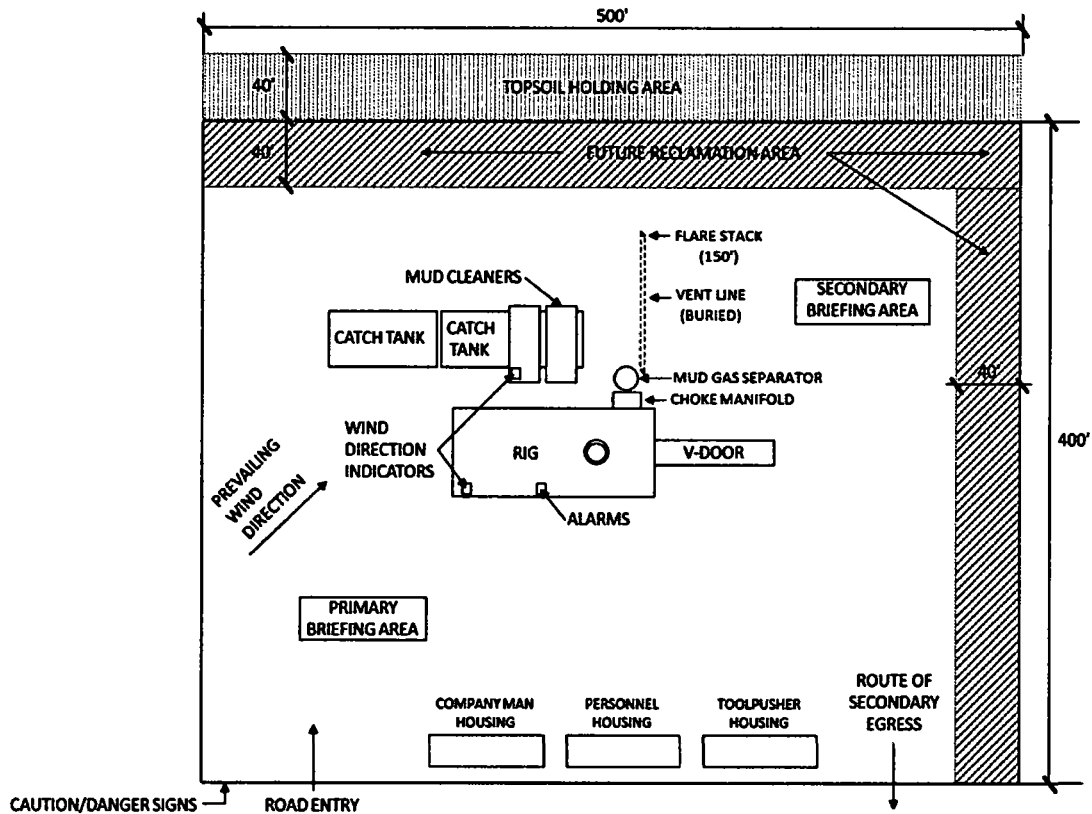 500'
40'
TOPSOIL HOLDING AREA
40'
FUTURE RECLAMATION AREA
FLARE STACK
(150')
MUD CLEANERS
SECONDARY
BRIEFING AREA
VENT LINE
(BURIED)
CATCH TANK
CATCH
TANK
MUD GAS SEPARATOR
40'
CHOKE MANIFOLD
WIND
DIRECTION
INDICATORS
400'
RIG
V-DOOR
PREVAILING
WIND
DIRECTION
ALARMS
PRIMARY
BRIEFING AREA
ROUTE OF
SECONDARY
EGRESS
COMPANY MAN
HOUSING
PERSONNEL
HOUSING
TOOLPUSHER
HOUSING
CAUTION/DANGER SIGNS
ROAD ENTRY